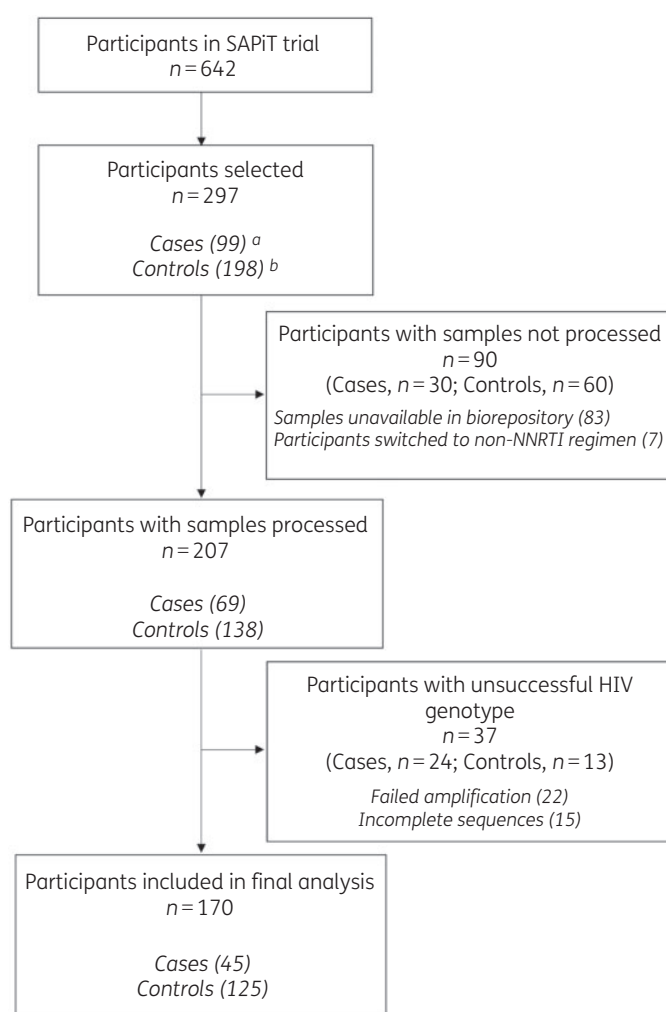 Participants in SAPiT trial
n=642
Participants selected
n=297
Cases (99) a
Controls (198) b
Participants with samples not processed
n=90
(Cases, n=30; Controls, n=60)
Samples unavailable in biorepository (83)
Participants switched to non-NNRTI regimen (7)
Participants with samples processed
n=207
Cases (69)
Controls (138)
Participants with unsuccessful HIV
genotype
n=37
(Cases, n=24; Controls, n=13)
Failed amplification (22)
Incomplete sequences (15)
Participants included in final analysis
n=170
Cases (45)
Controls (125)